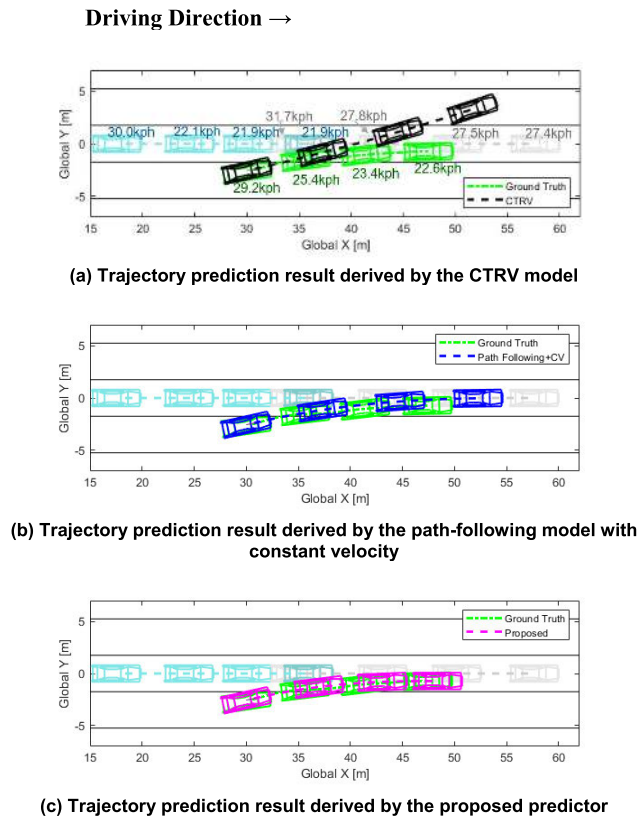 Driving Direction →
Global Y [m]
5
0
-5
30.0kph
22.1kph
21.9kph
31.7kph
21.9kph
27.8kph
27.5kph
27.4kph
29.2kph
25.4kph
23.4kph
22.6kph
Ground Truth
CTRV
15 20 25 30 35 40 45 50 55 60
Global X [m]
(a) Trajectory prediction result derived by the CTRV model
Global Y [m]
5
0
-5
Ground Truth
Path Following+CV
15 20 25 30 35 40 45 50 55 60
Global X [m]
(b) Trajectory prediction result derived by the path-following model with
constant velocity
Global Y [m]
5
0
-5
Ground Truth
Proposed
15 20 25 30 35 40 45 50 55 60
Global X [m]
(c) Trajectory prediction result derived by the proposed predictor